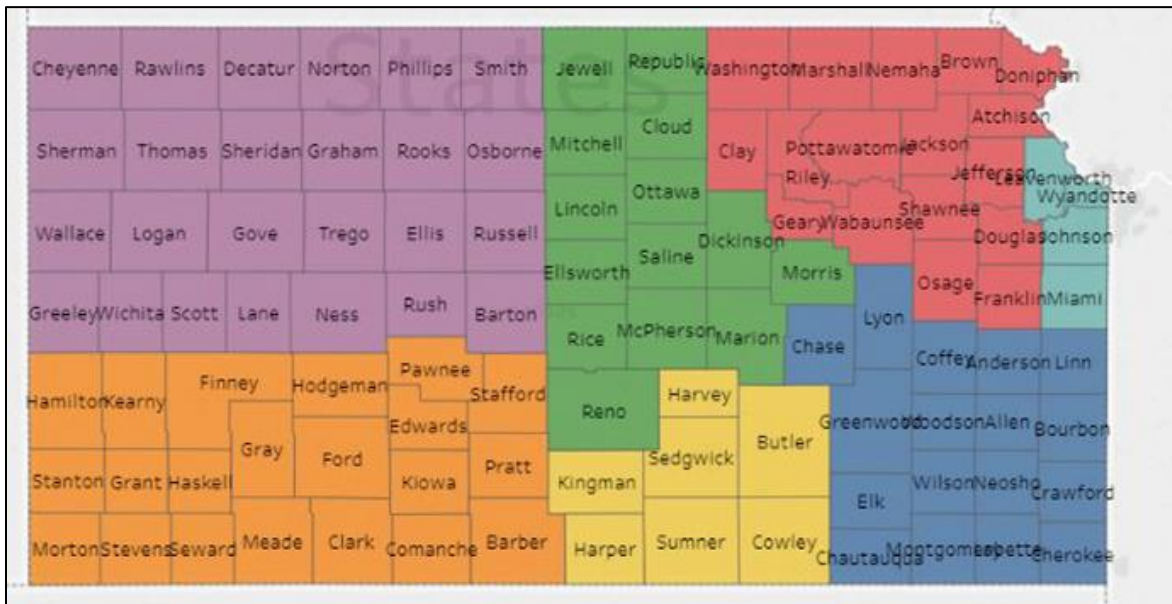 States
Cheyenne Rawlins Decatur Norton Phillips Smith Jewell Republic Washington Marshall Nemaha Brown Doniphan
Atchison
Sherman Thomas Sheridan Graham Rooks Osborne Mitchell Cloud Clay Pottawatomie Jackson
Riley Jefferson Leavenworth
Wyandotte
Lincoln Ottawa
Wallace Logan Gove Trego Ellis Russell Dickinson Geary Wabaunsee Shawnee Douglas Johnson
Ellsworth Saline Morris Osage Franklin Miami
Greeley Wichita Scott Lane Ness Rush Barton Rice McPherson Marion Chase Lyon
Coffey Anderson Linn
Hamilton Kearny Finney Hodgeman Pawnee Stafford Reno Harvey
Edwards Butler Greenwood Woodson Allen Bourbon
Gray Ford Sedgwick
Stanton Grant Haskell Kiowa Pratt Kingman Elk Wilson Neosho Crawford
Morton Stevens Seward Meade Clark Comanche Barber Harper Sumner Cowley Chautauqua Montgomery Labette Cherokee